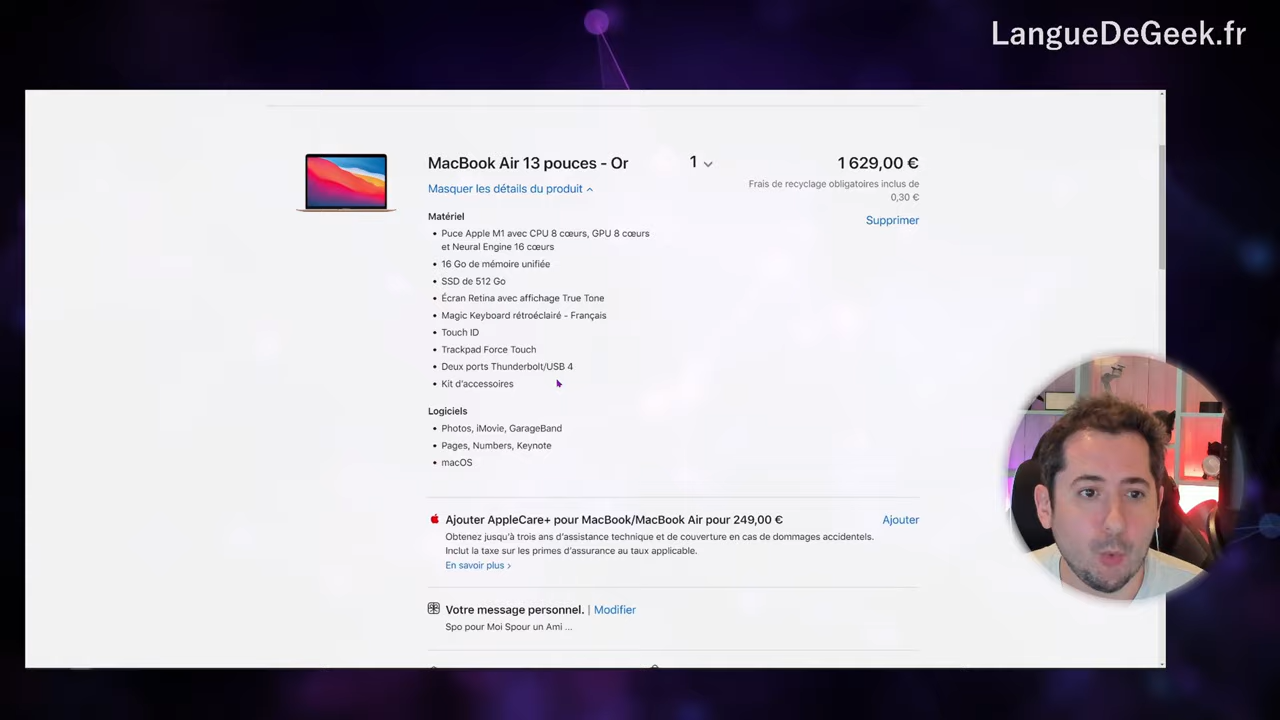 LangueDeGeek.fr
MacBook Air 13 pouces - Or
1
1 629,00 €
Masquer les détails du produit
Frais de recyclage obligatoires inclus de
0,30 €
Supprimer
Matériel
• Puce Apple M1 avec CPU 8 cœurs, GPU 8 cœurs
et Neural Engine 16 cœurs
• 16 Go de mémoire unifiée
• SSD de 512 Go
• Écran Retina avec affichage True Tone
• Magic Keyboard rétroéclairé - Français
• Touch ID
• Trackpad Force Touch
• Deux ports Thunderbolt/USB 4
• Kit d'accessoires
Logiciels
• Photos, iMovie, GarageBand
• Pages, Numbers, Keynote
• macOS
Ajouter AppleCare+ pour MacBook/MacBook Air pour 249,00 €
Ajouter
Obtenez jusqu'à trois ans d'assistance technique et de couverture en cas de dommages accidentels.
Inclut la taxe sur les primes d'assurance au taux applicable.
En savoir plus >
Votre message personnel. | Modifier
Spo pour Moi Spour un Ami ...